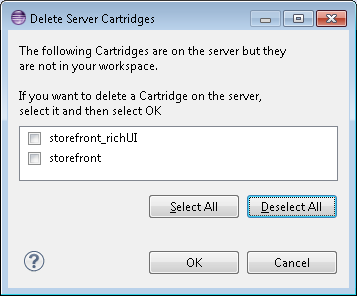 Delete Server Cartridges
The following Cartridges are on the server but they
are not in your workspace.
If you want to delete a Cartridge on the server,
select it and then select OK
storefront_richUI
storefront
Select All
Deselect All
?
OK
Cancel